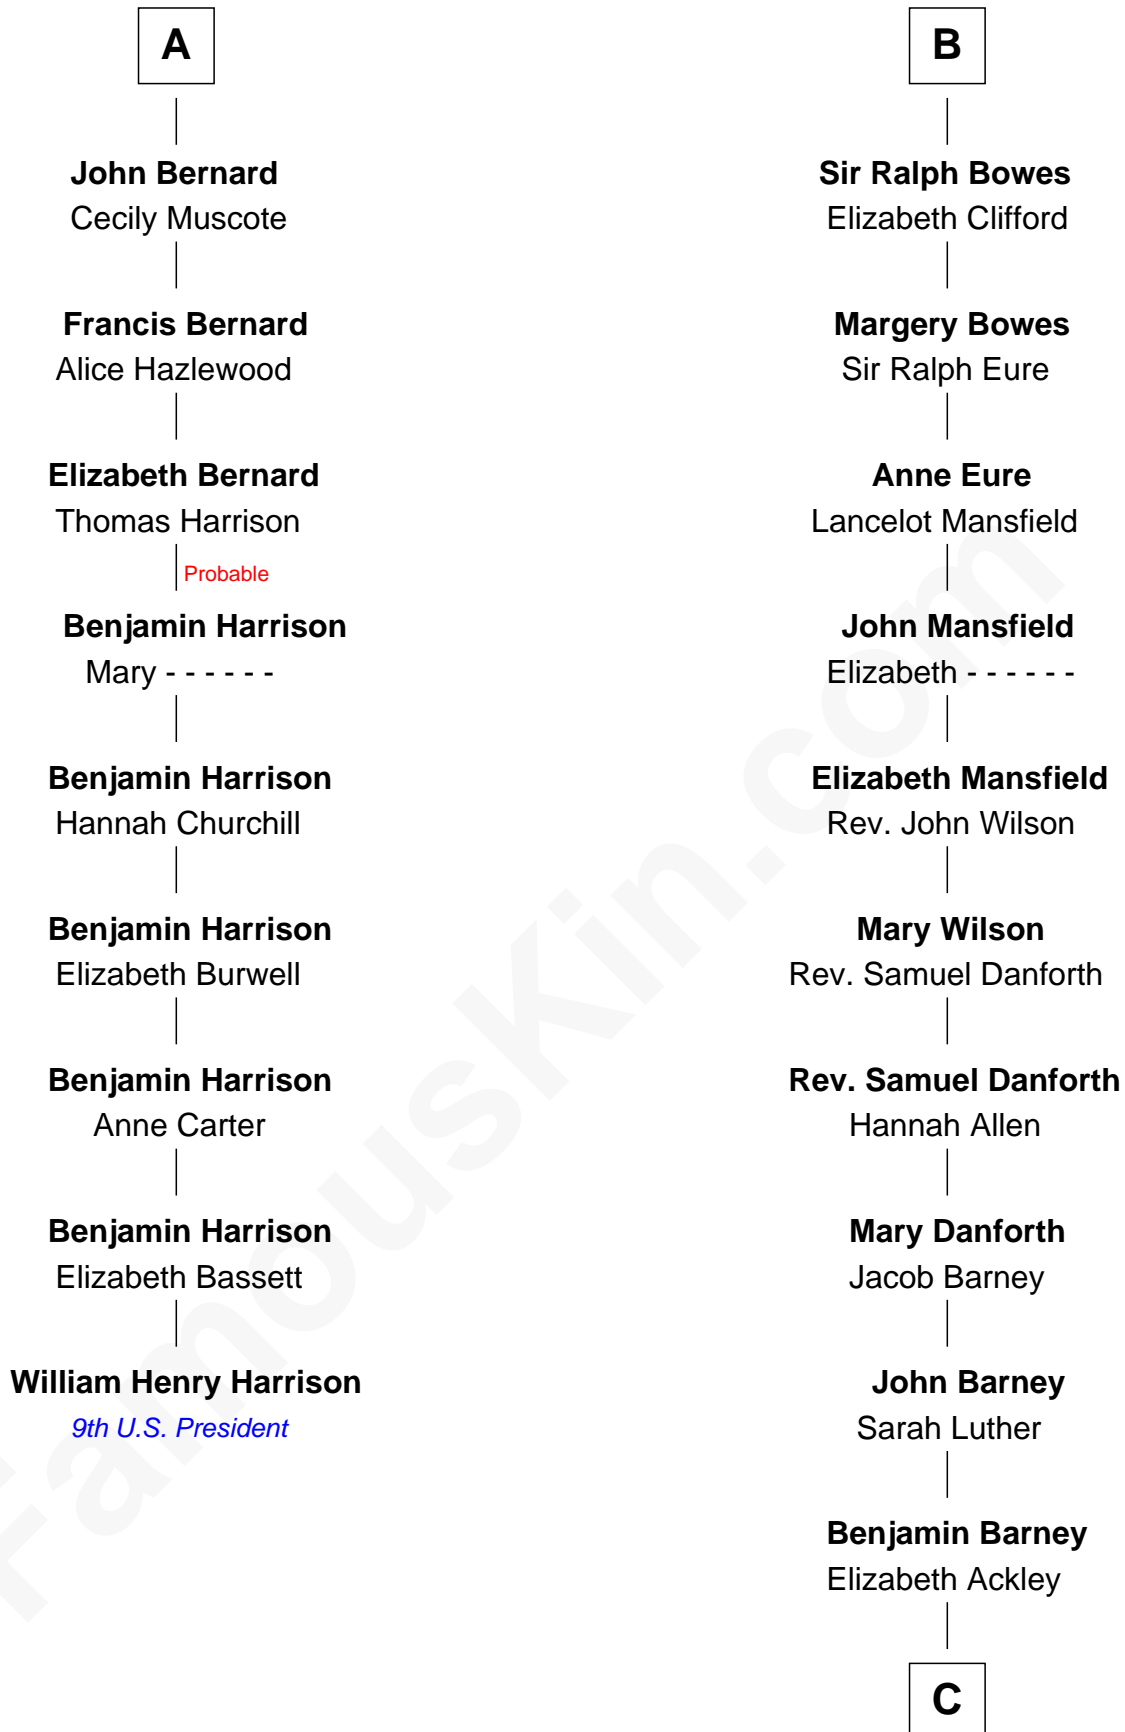 A
John Bernard
Cecily Muscote
Francis Bernard
Alice Hazlewood
Elizabeth Bernard
Thomas Harrison
Probable
Benjamin Harrison
Mary - - - - - -
Benjamin Harrison
Hannah Churchill
Benjamin Harrison
Elizabeth Burwell
Benjamin Harrison
Anne Carter
Benjamin Harrison
Elizabeth Bassett
William Henry Harrison
9th U.S. President
B
Sir Ralph Bowes
Elizabeth Clifford
Margery Bowes
Sir Ralph Eure
Anne Eure
Lancelot Mansfield
John Mansfield
Elizabeth - - - - - -
Elizabeth Mansfield
Rev. John Wilson
Mary Wilson
Rev. Samuel Danforth
Rev. Samuel Danforth
Hannah Allen
Mary Danforth
Jacob Barney
John Barney
Sarah Luther
Benjamin Barney
Elizabeth Ackley
C
FamousKin.com